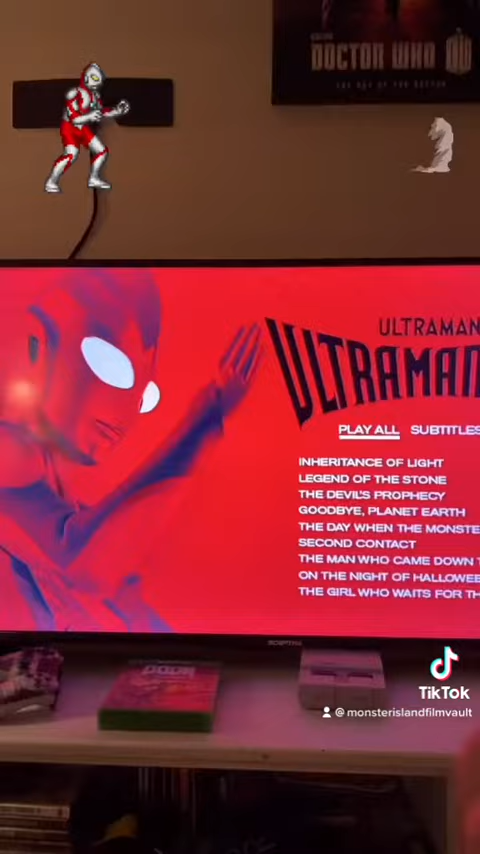 DOCTOR WHO
ULTRAMAN
ULTRAMAN
PLAY ALL SUBTITLES
INHERITANCE OF LIGHT
LEGEND OF THE STONE
THE DEVIL'S PROPHECY
GOODBYE, PLANET EARTH
THE DAY WHEN THE MONSTE
SECOND CONTACT
THE MAN WHO CAME DOWN T
ON THE NIGHT OF HALLOWEE
THE GIRL WHO WAITS FOR TH
SCEPTRE
DOOM
TikTok
@monsterislandfilmvault